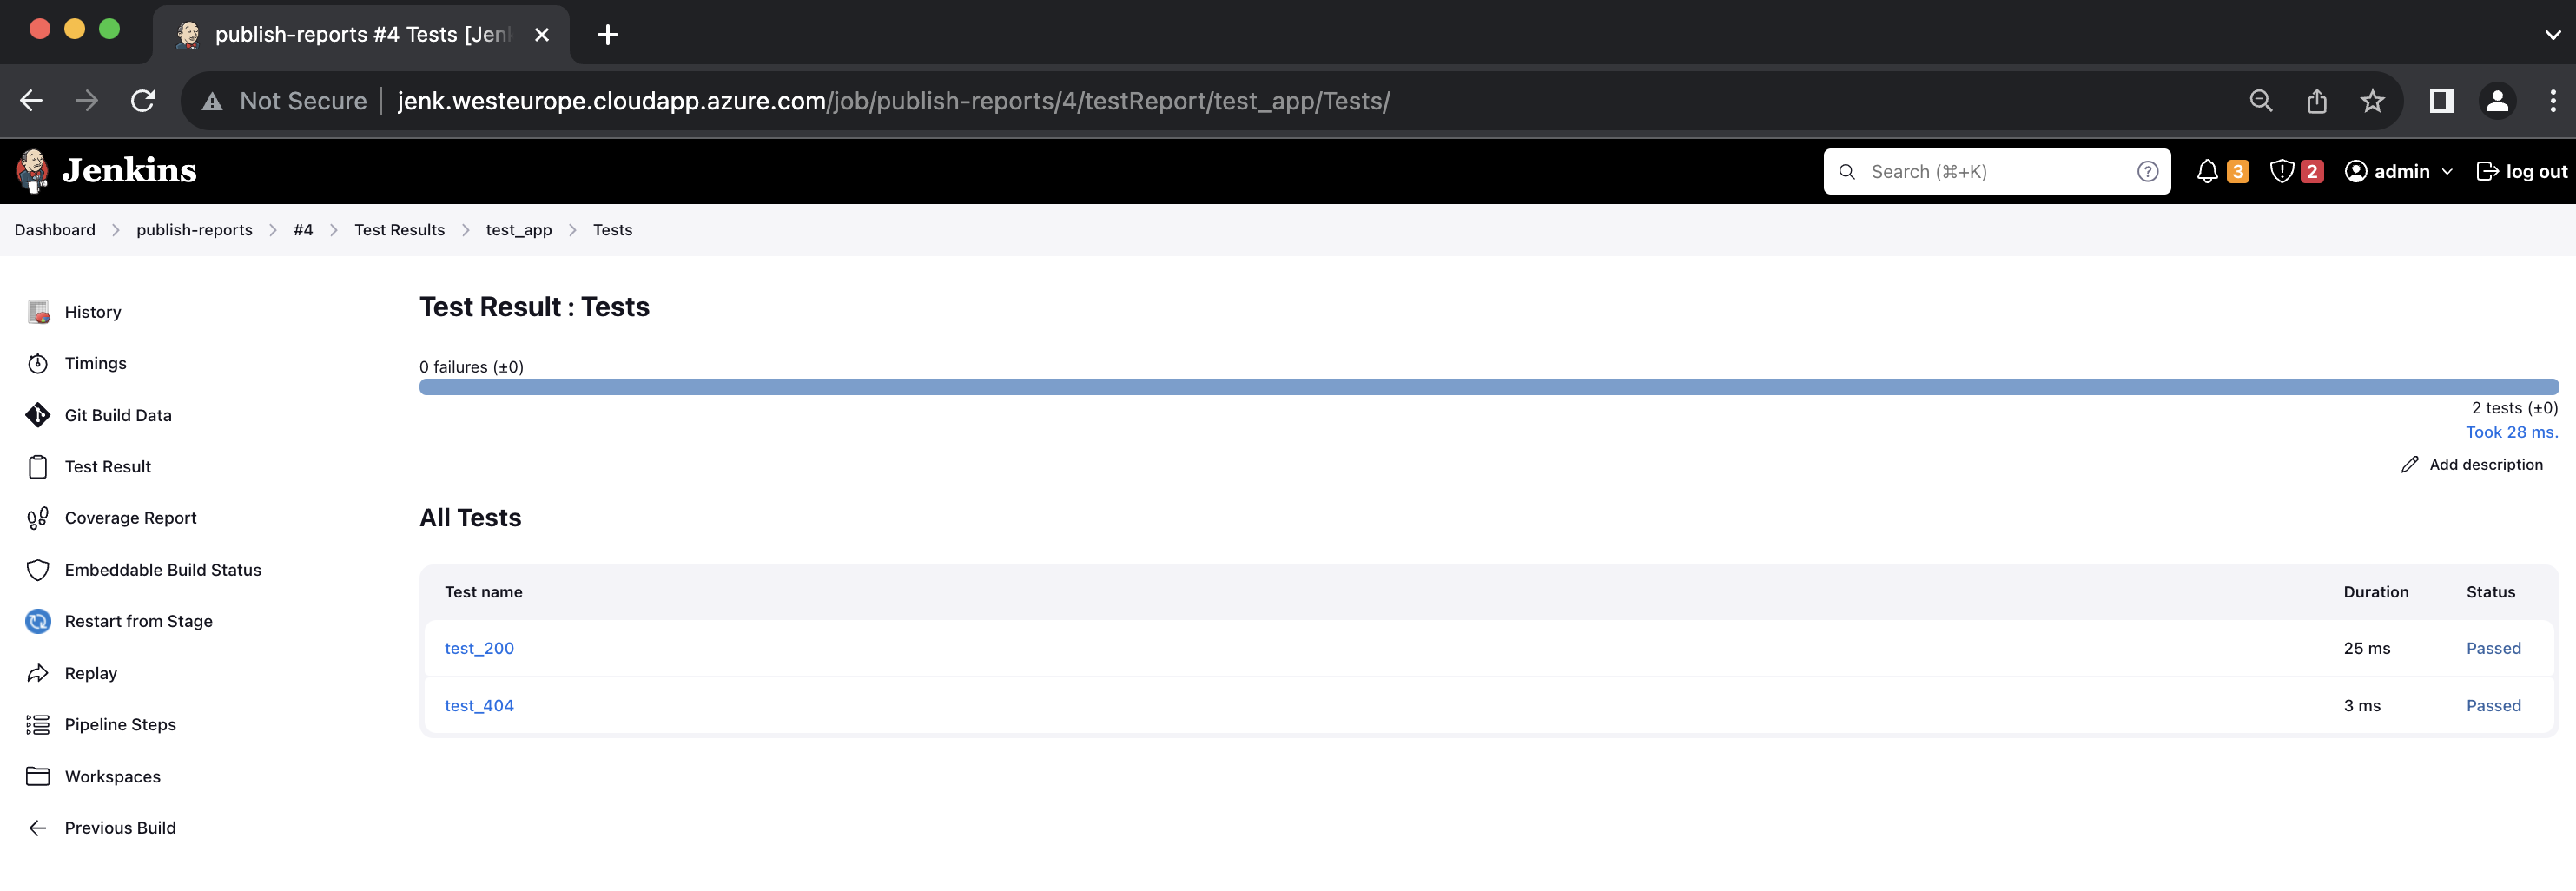 publish-reports #4 Tests [Jen
Not Secure jenk.westeurope.cloudapp.azure.com/job/publish-reports/4/testReport/test_app/Tests/
Jenkins Search (⌘+K) 3 2 admin log out
Dashboard publish-reports #4 Test Results test_app Tests
History
Timings
Git Build Data
Test Result
Coverage Report
Embeddable Build Status
Restart from Stage
Replay
Pipeline Steps
Workspaces
Previous Build
Test Result : Tests
0 failures (±0)
2 tests (±0)
Took 28 ms.
Add description
All Tests
Test name Duration Status
test_200 25 ms Passed
test_404 3 ms Passed